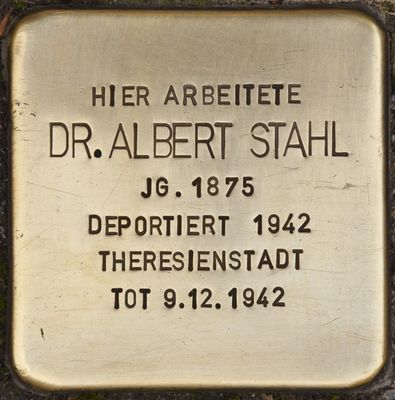 HIER ARBEITETE
DR. ALBERT STAHL
JG. 1875
DEPORTIERT 1942
THERESIENSTADT
TOT 9.12.1942